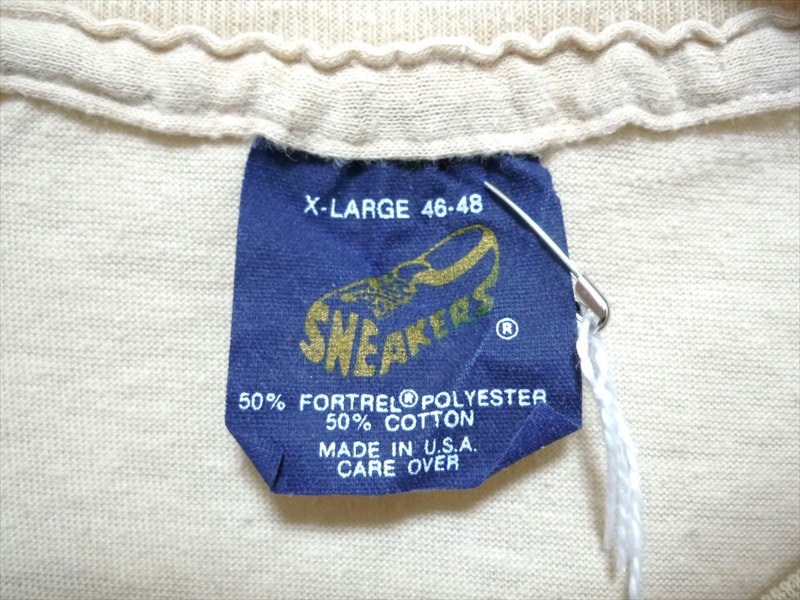 X-LARGE 46-48
SNEAKERS ®
50% FORTREL® POLYESTER
50% COTTON
MADE IN U.S.A.
CARE OVER